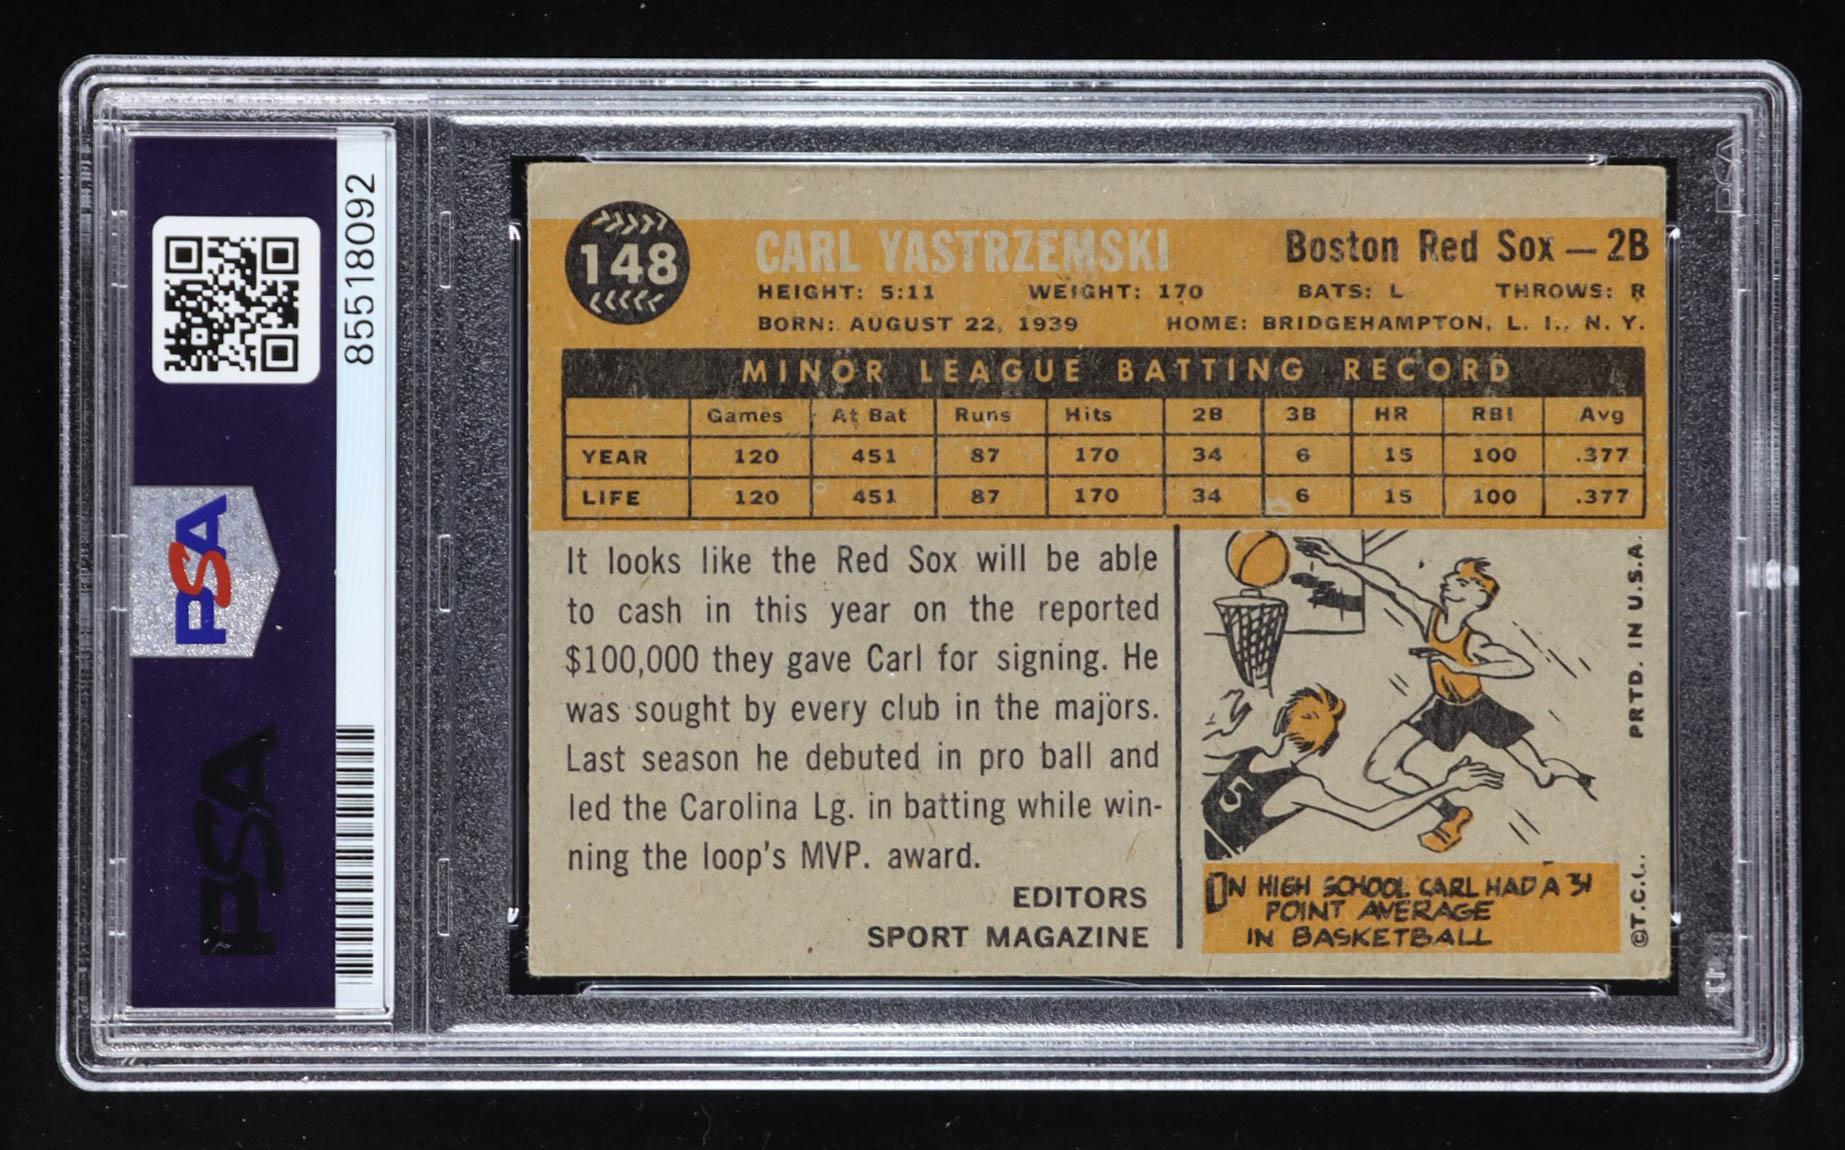 148
CARL YASTRZEMSKI
Boston Red Sox — 2B
HEIGHT: 5:11 WEIGHT: 170 BATS: L THROWS: R
BORN: AUGUST 22, 1939 HOME: BRIDGEHAMPTON, L. I., N. Y.
MINOR LEAGUE BATTING RECORD
Games At Bat Runs Hits 2B 3B HR RBI Avg
YEAR 120 451 87 170 34 6 15 100 .377
LIFE 120 451 87 170 34 6 15 100 .377
It looks like the Red Sox will be able
to cash in this year on the reported
$100,000 they gave Carl for signing. He
was sought by every club in the majors.
Last season he debuted in pro ball and
led the Carolina Lg. in batting while win-
ning the loop's MVP. award.
EDITORS
SPORT MAGAZINE
5
IN HIGH SCHOOL CARL HAD A 31
POINT AVERAGE
IN BASKETBALL
PRTD. IN U.S.A.
©T.C.G.
85518092
PSA
PSA
PSA